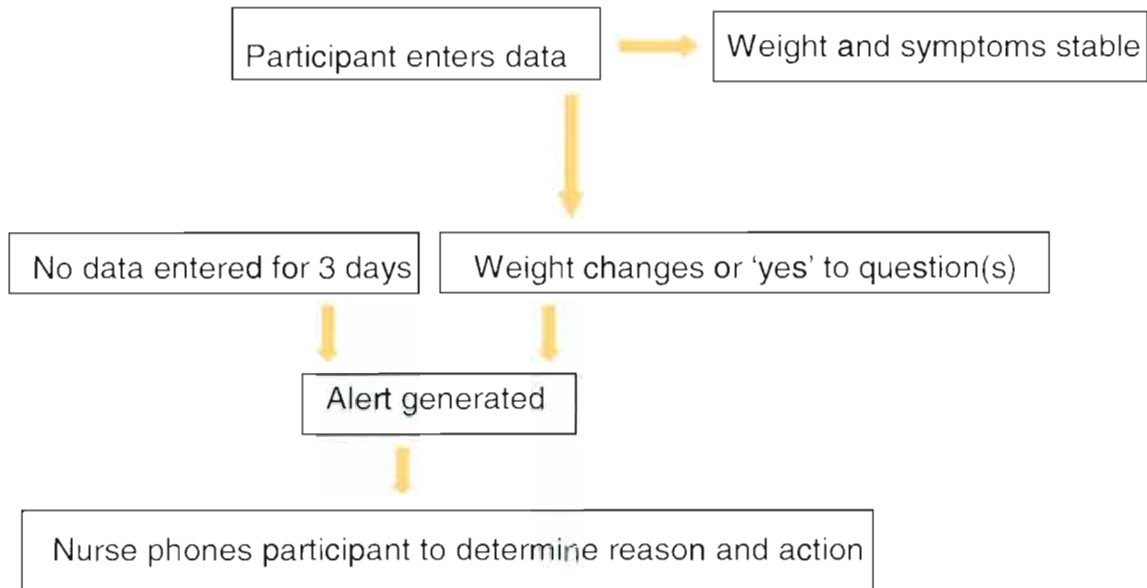 Participant enters data
Weight and symptoms stable
No data entered for 3 days
Weight changes or ‘yes’ to question(s)
Alert generated
Nurse phones participant to determine reason and action